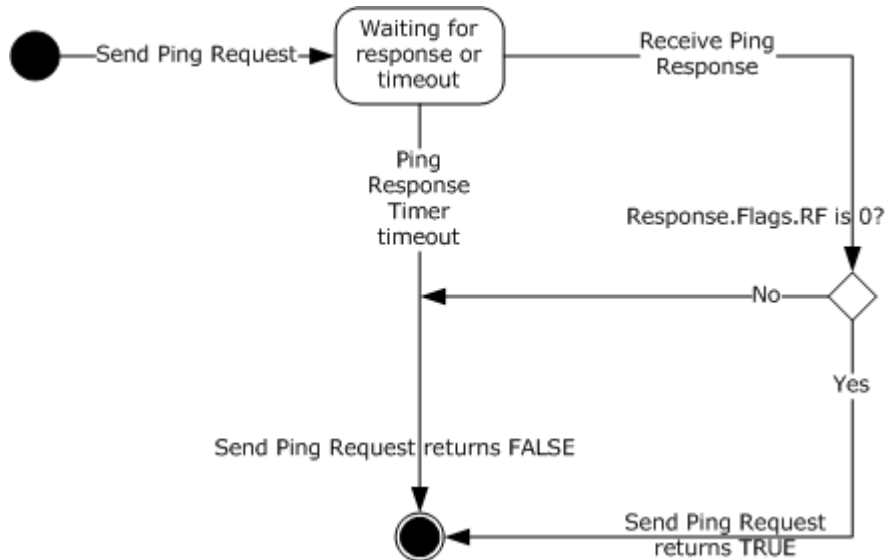 Send Ping Request
Waiting for
response or
timeout
Receive Ping
Response
Ping
Response
Timer
timeout
Response.Flags.RF is 0?
No
Yes
Send Ping Request returns FALSE
Send Ping Request
returns TRUE